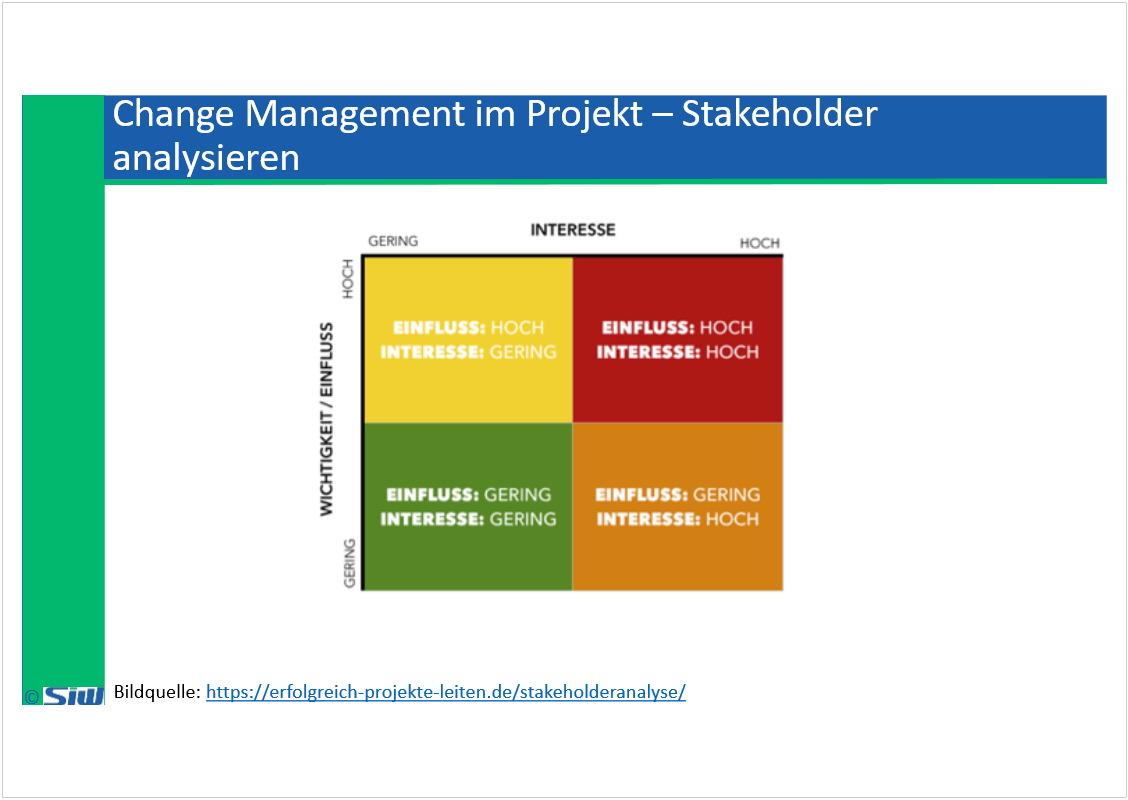 Change Management im Projekt – Stakeholder
analysieren
INTERESSE
GERING
HOCH
HOCH
WICHTIGKEIT / EINFLUSS
GERING
EINFLUSS: HOCH
INTERESSE: GERING
EINFLUSS: HOCH
INTERESSE: HOCH
EINFLUSS: GERING
INTERESSE: GERING
EINFLUSS: GERING
INTERESSE: HOCH
© SiW
Bildquelle: https://erfolgreich-projekte-leiten.de/stakeholderanalyse/